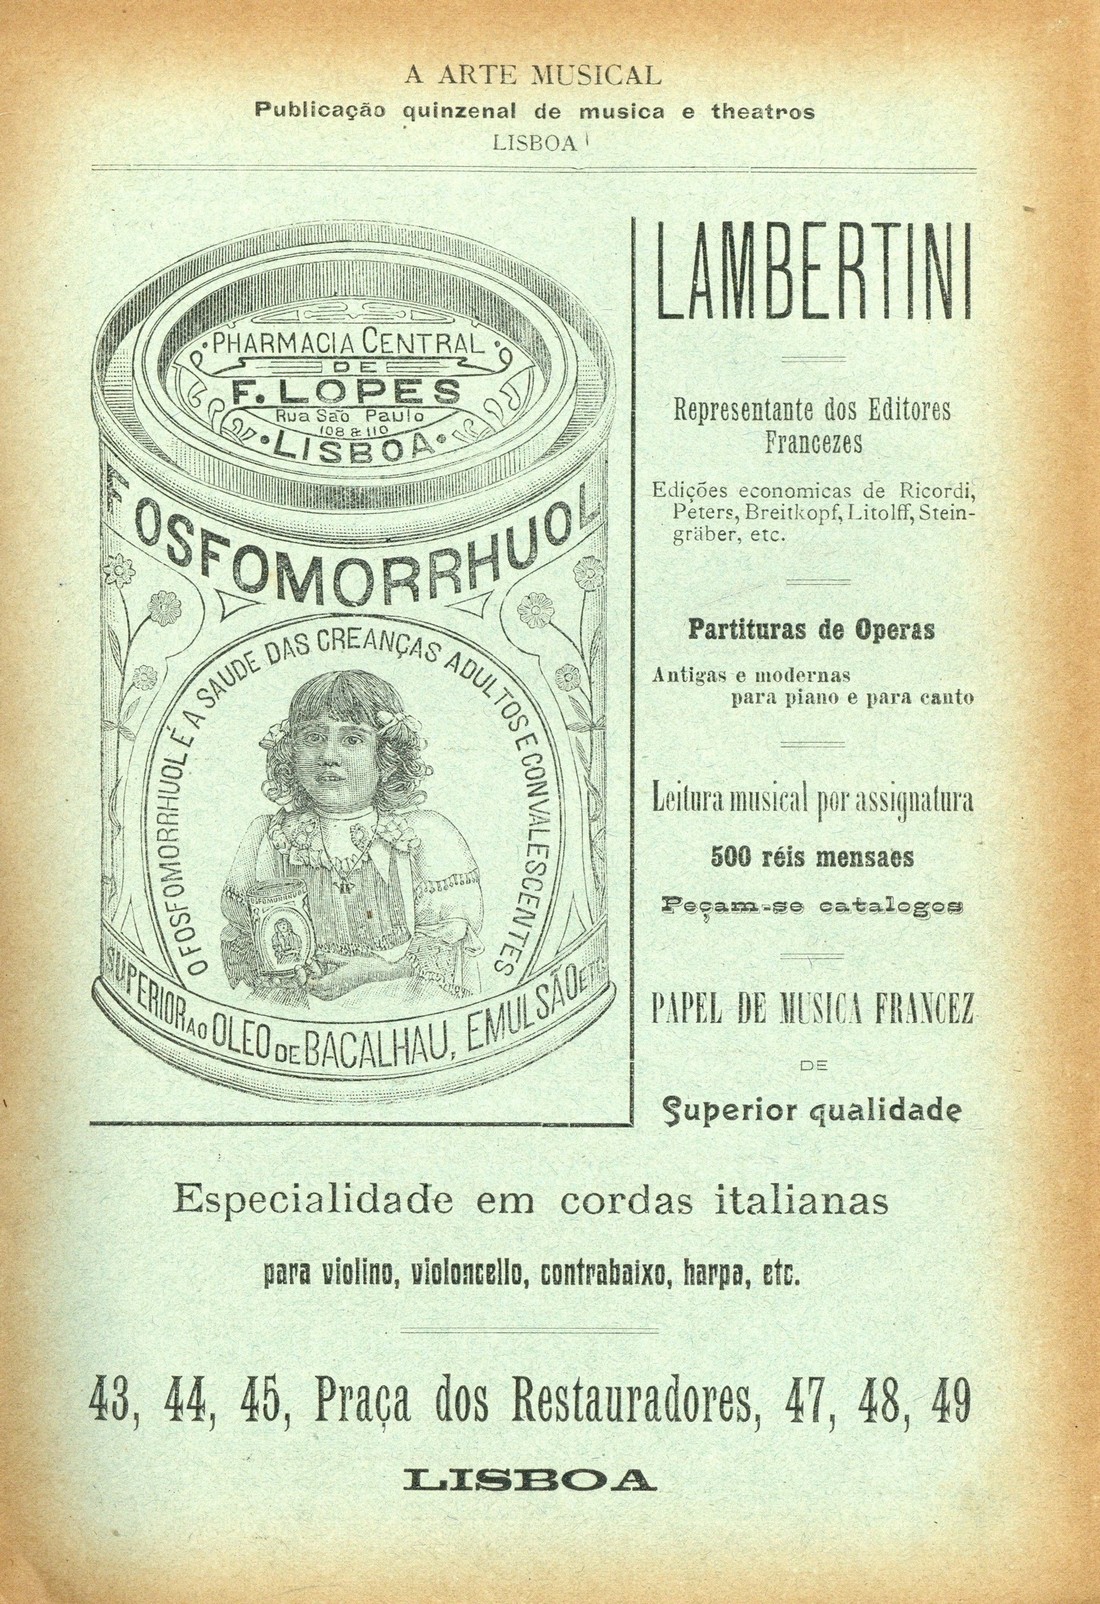 A ARTE MUSICAL
Publicação quinzenal de musica e theatros
LISBOA
PHARMACIA CENTRAL
DE
F. LOPES
Rua São Paulo
108 & 110
LISBOA
FOSFOMORRHUOL
O FOSFOMORRHUOL É A SAUDE DAS CREANÇAS ADULTOS E CONVALESCENTES
FOSFOMORRHUOL
SUPERIOR AO OLEO DE BACALHAU, EMULSÃO ETC.
LAMBERTINI
Representante dos Editores
Francezes
Edições economicas de Ricordi,
Peters, Breitkopf, Litolff, Stein-
gräber, etc.
Partituras de Operas
Antigas e modernas
para piano e para canto
Leitura musical por assignatura
500 réis mensaes
Peçam-se catalogos
PAPEL DE MUSICA FRANCEZ
DE
Superior qualidade
Especialidade em cordas italianas
para violino, violoncello, contrabaixo, harpa, etc.
43, 44, 45, Praça dos Restauradores, 47, 48, 49
LISBOA